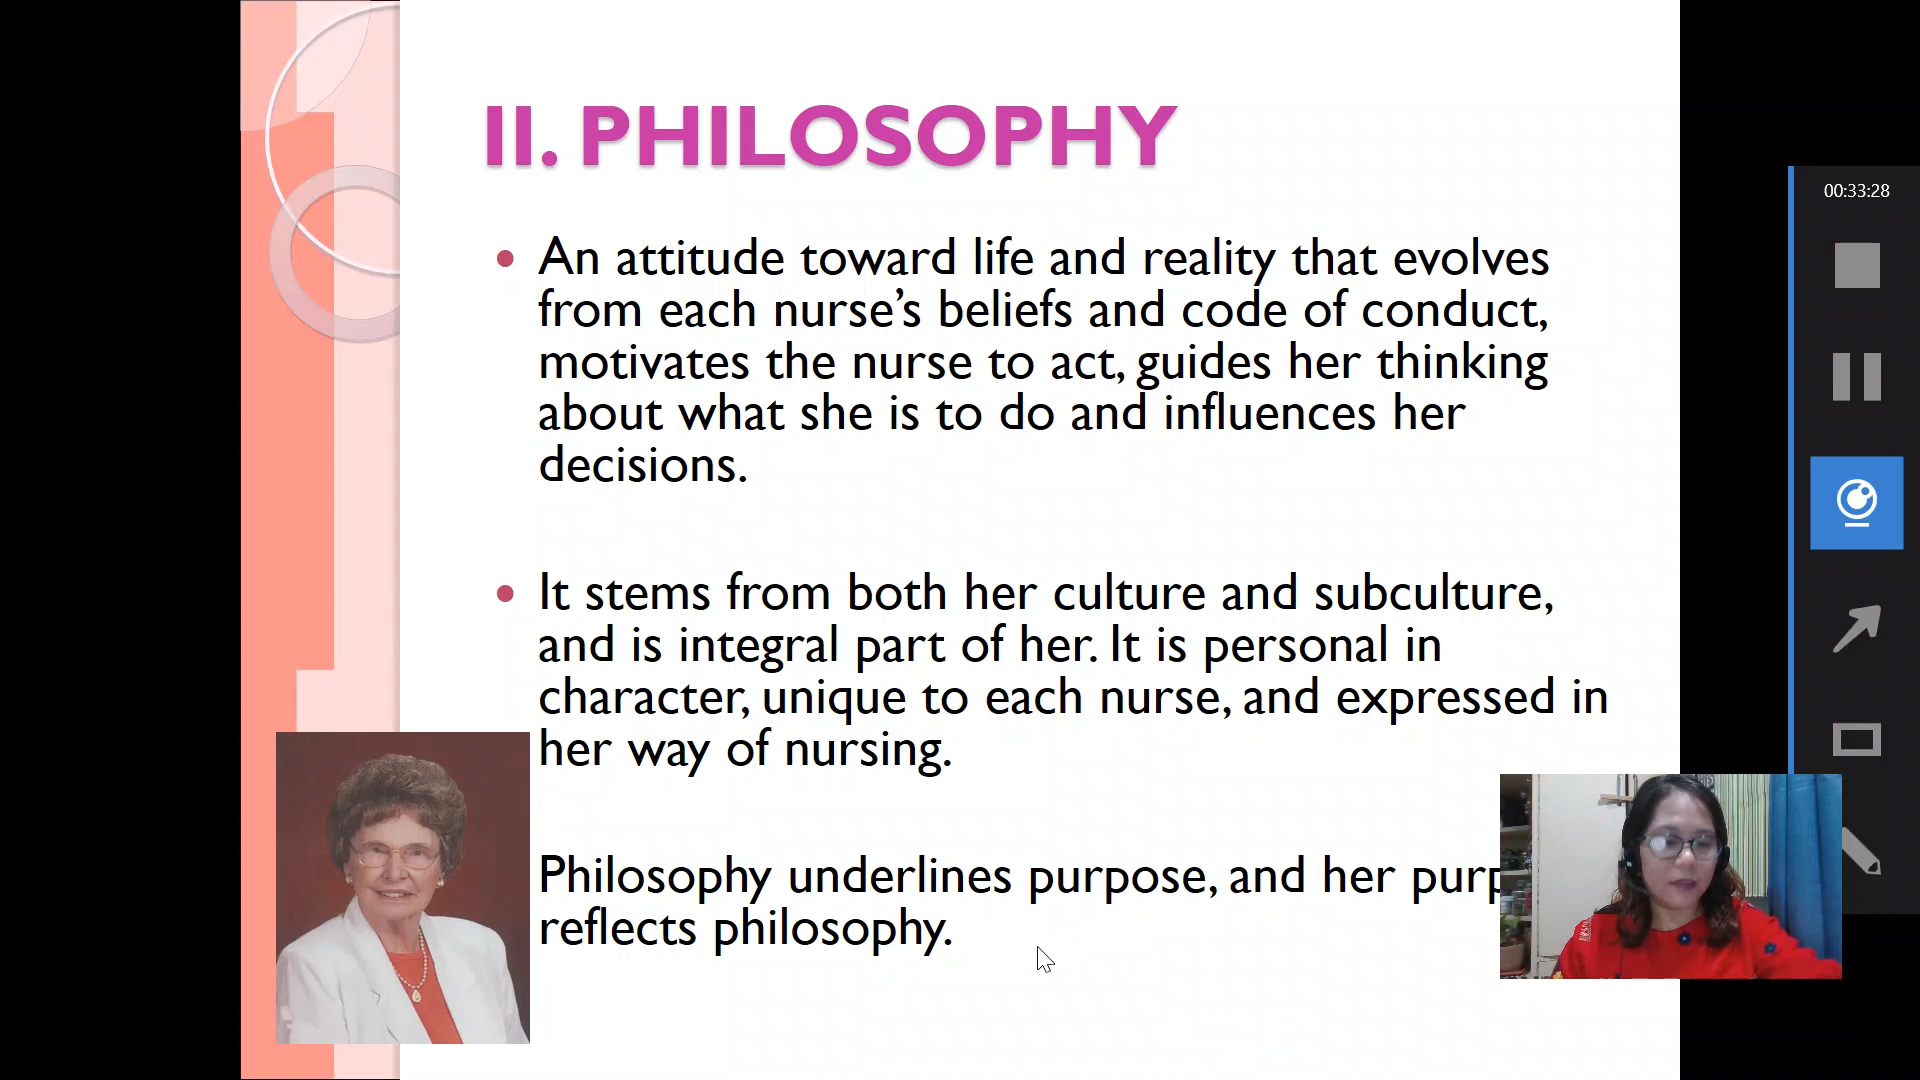 II. PHILOSOPHY
An attitude toward life and reality that evolves
from each nurse’s beliefs and code of conduct,
motivates the nurse to act, guides her thinking
about what she is to do and influences her
decisions.
It stems from both her culture and subculture,
and is integral part of her. It is personal in
character, unique to each nurse, and expressed in
her way of nursing.
Philosophy underlines purpose, and her
reflects philosophy.
00:33:28